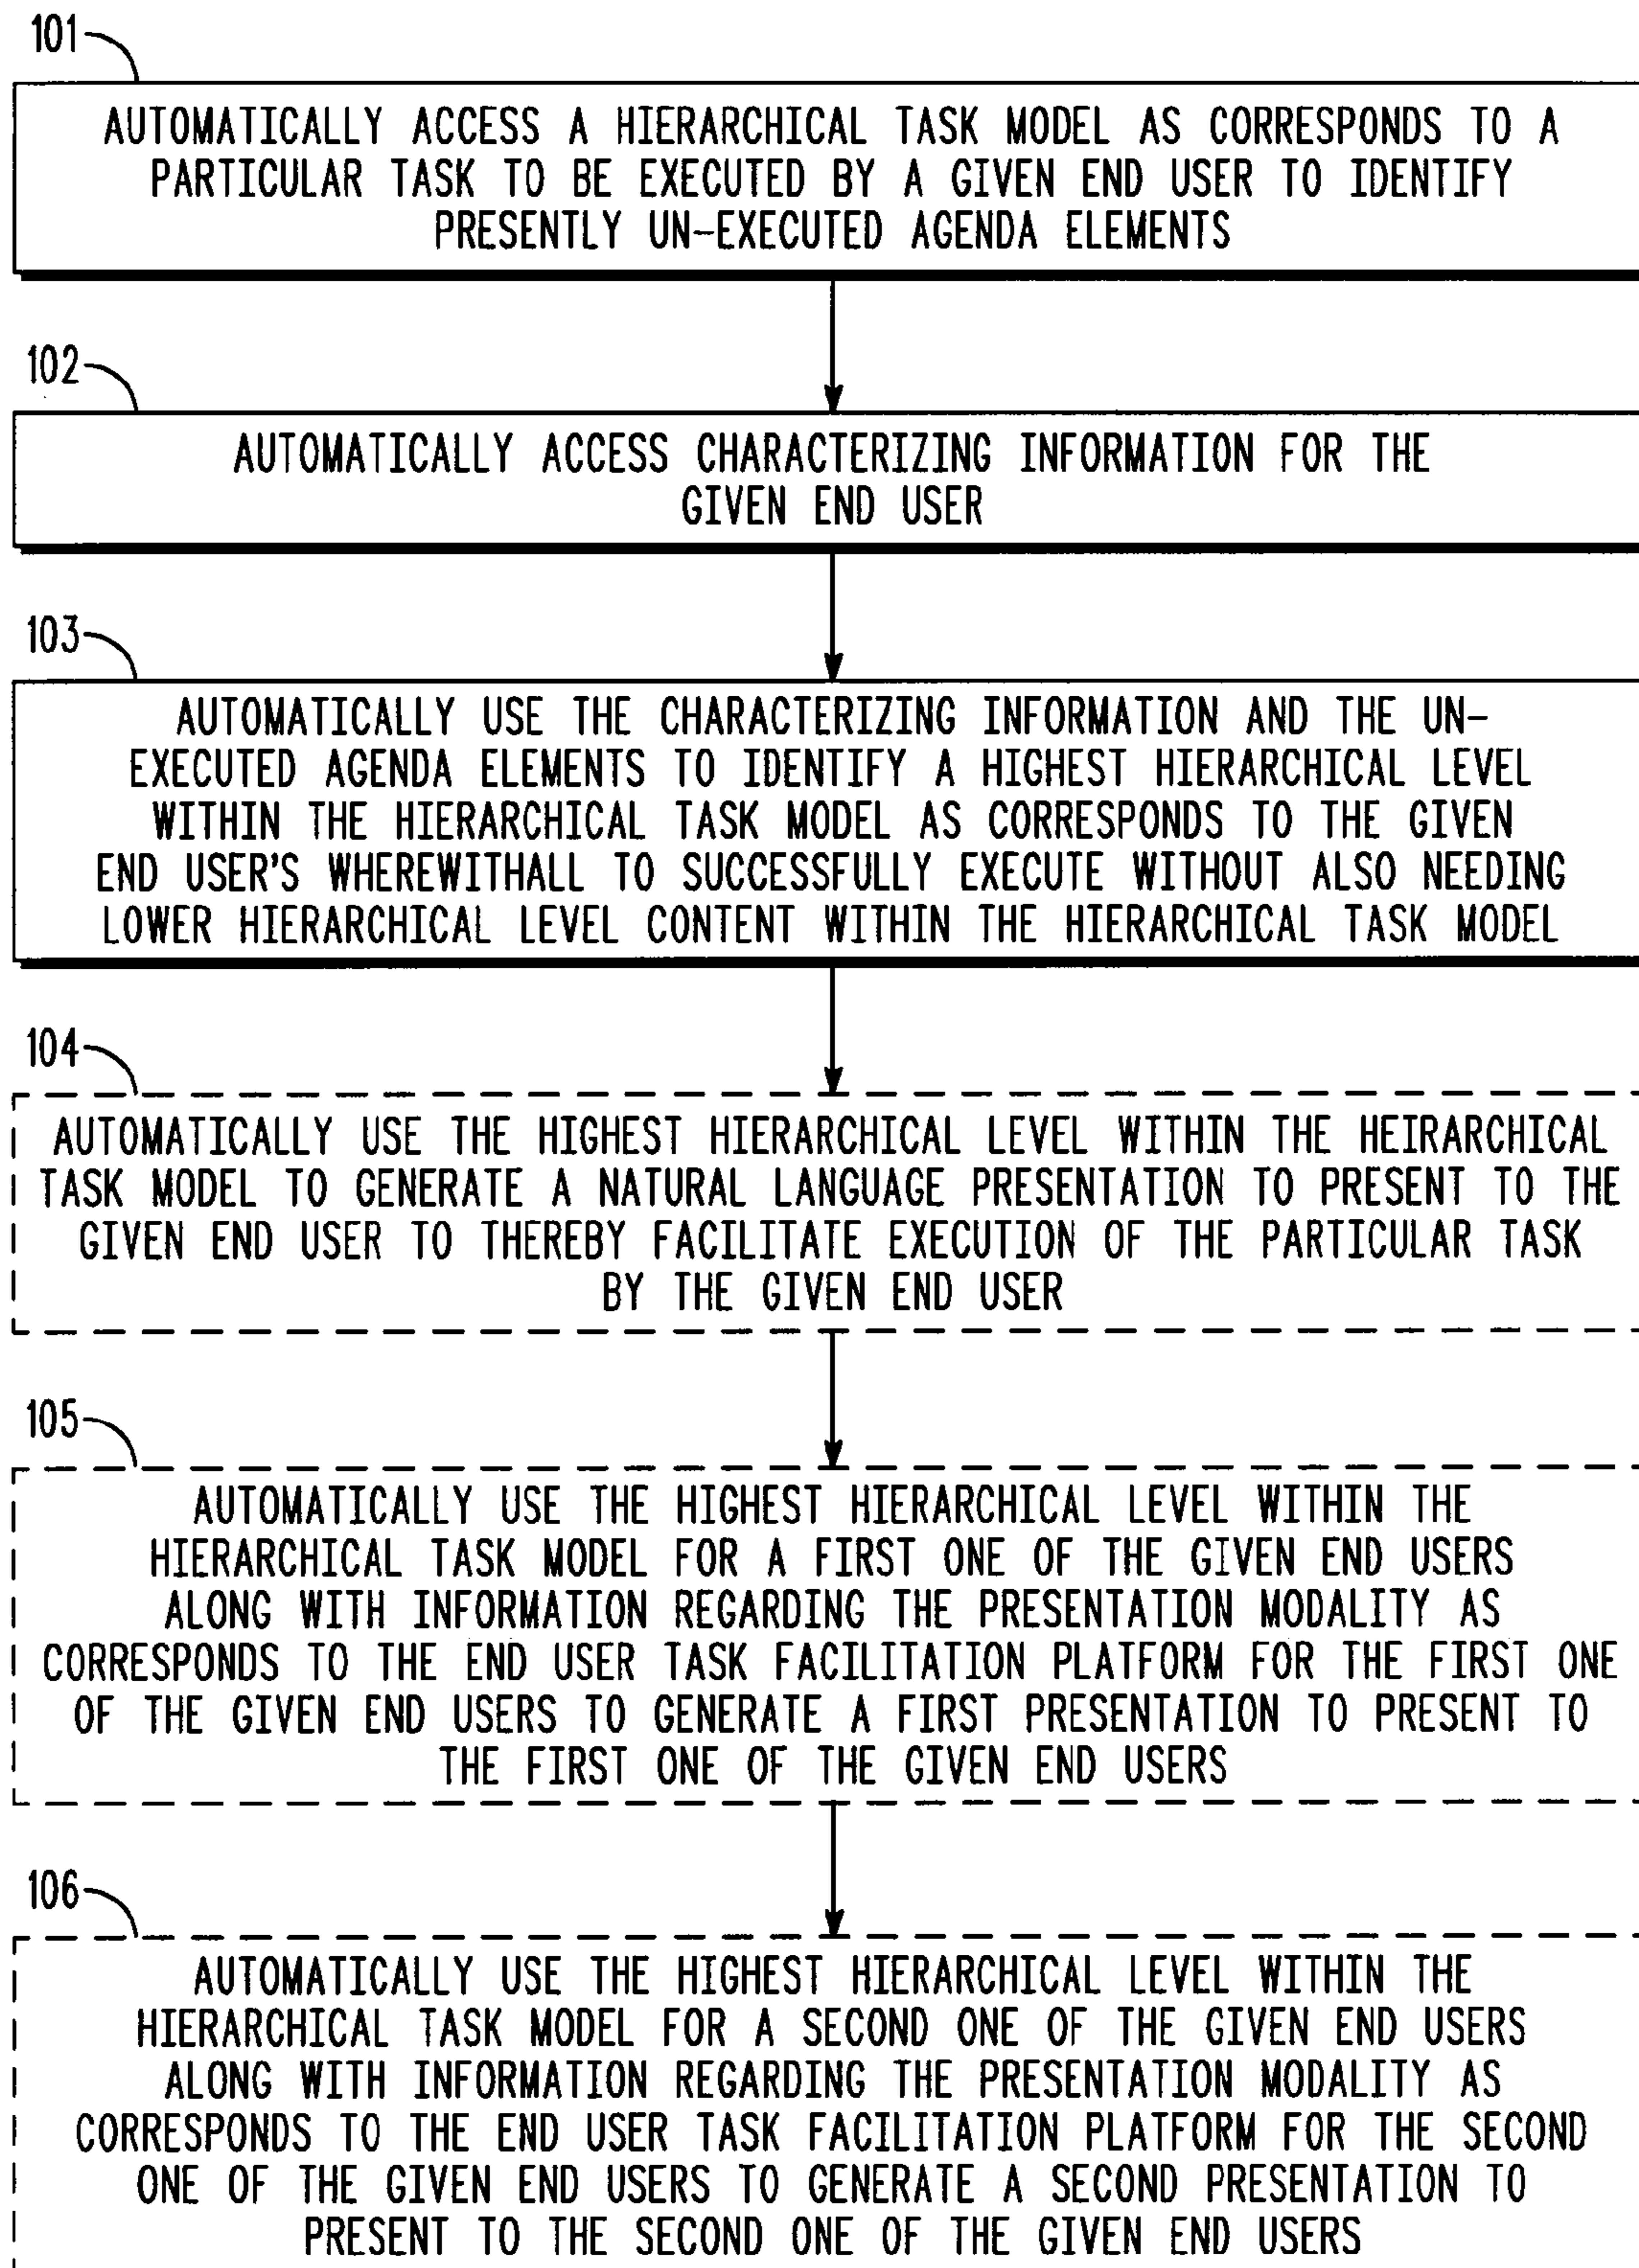 101
AUTOMATICALLY ACCESS A HIERARCHICAL TASK MODEL AS CORRESPONDS TO A
PARTICULAR TASK TO BE EXECUTED BY A GIVEN END USER TO IDENTIFY
PRESENTLY UN-EXECUTED AGENDA ELEMENTS
102
AUTOMATICALLY ACCESS CHARACTERIZING INFORMATION FOR THE
GIVEN END USER
103
AUTOMATICALLY USE THE CHARACTERIZING INFORMATION AND THE UN-
EXECUTED AGENDA ELEMENTS TO IDENTIFY A HIGHEST HIERARCHICAL LEVEL
WITHIN THE HIERARCHICAL TASK MODEL AS CORRESPONDS TO THE GIVEN
END USER'S WHEREWITHALL TO SUCCESSFULLY EXECUTE WITHOUT ALSO NEEDING
LOWER HIERARCHICAL LEVEL CONTENT WITHIN THE HIERARCHICAL TASK MODEL
104
AUTOMATICALLY USE THE HIGHEST HIERARCHICAL LEVEL WITHIN THE HEIRARCHICAL
TASK MODEL TO GENERATE A NATURAL LANGUAGE PRESENTATION TO PRESENT TO THE
GIVEN END USER TO THEREBY FACILITATE EXECUTION OF THE PARTICULAR TASK
BY THE GIVEN END USER
105
AUTOMATICALLY USE THE HIGHEST HIERARCHICAL LEVEL WITHIN THE
HIERARCHICAL TASK MODEL FOR A FIRST ONE OF THE GIVEN END USERS
ALONG WITH INFORMATION REGARDING THE PRESENTATION MODALITY AS
CORRESPONDS TO THE END USER TASK FACILITATION PLATFORM FOR THE FIRST ONE
OF THE GIVEN END USERS TO GENERATE A FIRST PRESENTATION TO PRESENT TO
THE FIRST ONE OF THE GIVEN END USERS
106
AUTOMATICALLY USE THE HIGHEST HIERARCHICAL LEVEL WITHIN THE
HIERARCHICAL TASK MODEL FOR A SECOND ONE OF THE GIVEN END USERS
ALONG WITH INFORMATION REGARDING THE PRESENTATION MODALITY AS
CORRESPONDS TO THE END USER TASK FACILITATION PLATFORM FOR THE SECOND
ONE OF THE GIVEN END USERS TO GENERATE A SECOND PRESENTATION TO
PRESENT TO THE SECOND ONE OF THE GIVEN END USERS